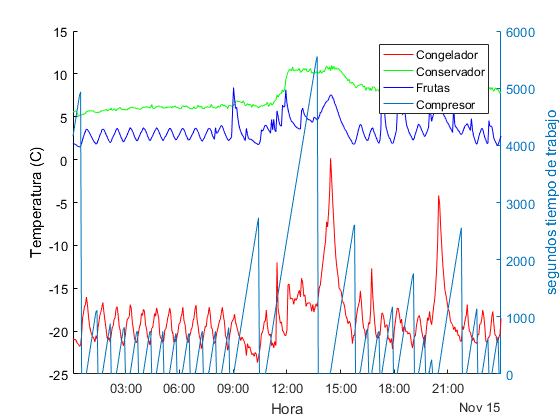 15
10
5
0
-5
-10
-15
-20
-25
Temperatura (C)
03:00 06:00 09:00 12:00 15:00 18:00 21:00
Hora
Nov 15
6000
5000
4000
3000
2000
1000
0
segundos tiempo de trabajo
Congelador
Conservador
Frutas
Compresor